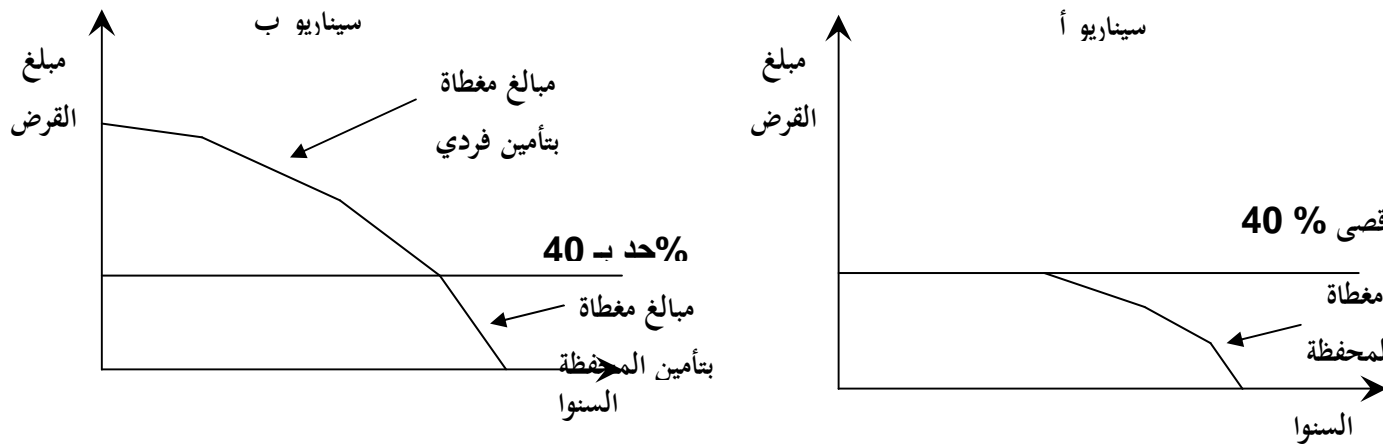 سيناريو أ
مبلغ
القرض
قصى % 40
مغطاة
لمحفظة
السنوا
سيناريو ب
مبلغ
القرض
مبالغ مغطاة
بتأمين فردي
%حد بـ 40
مبالغ مغطاة
بتأمين المحفظة
السنوا